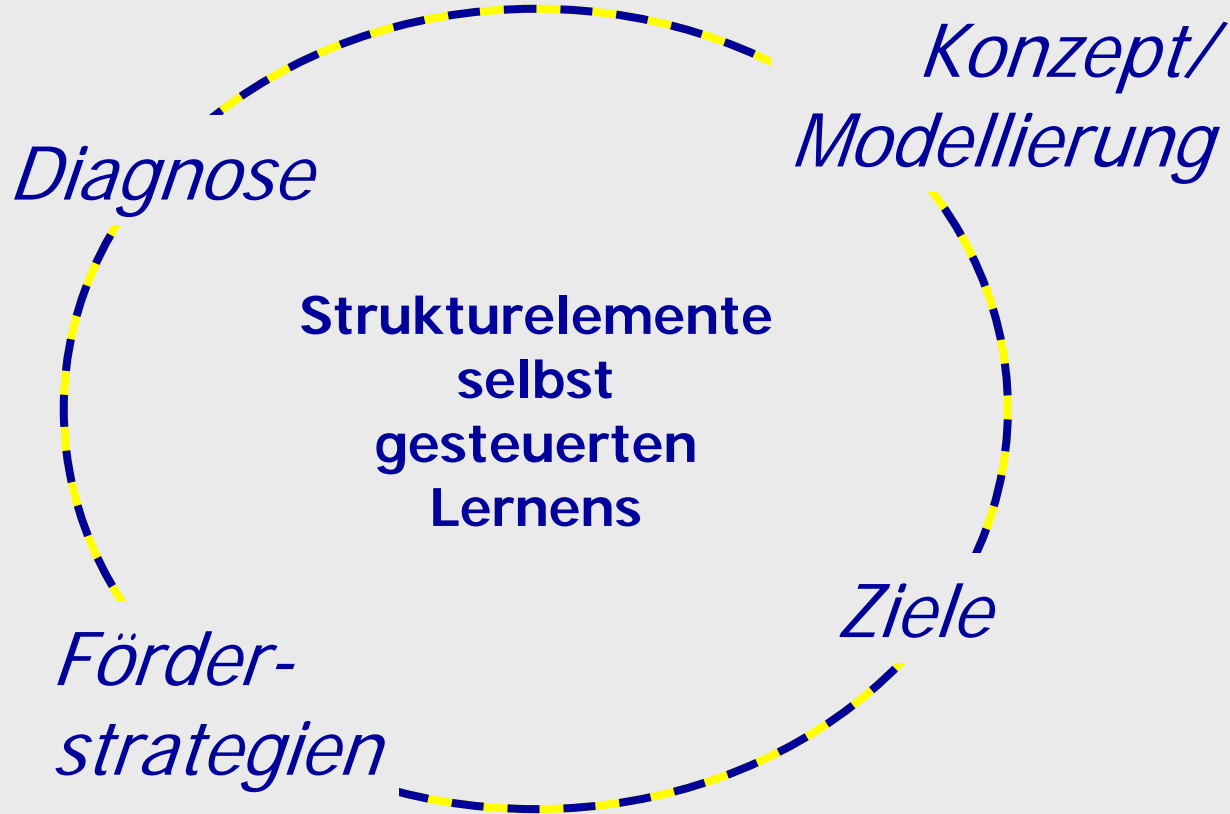 Konzept/
Modellierung
Diagnose
Strukturelemente
selbst
gesteuerten
Lernens
Ziele
Förder-
strategien